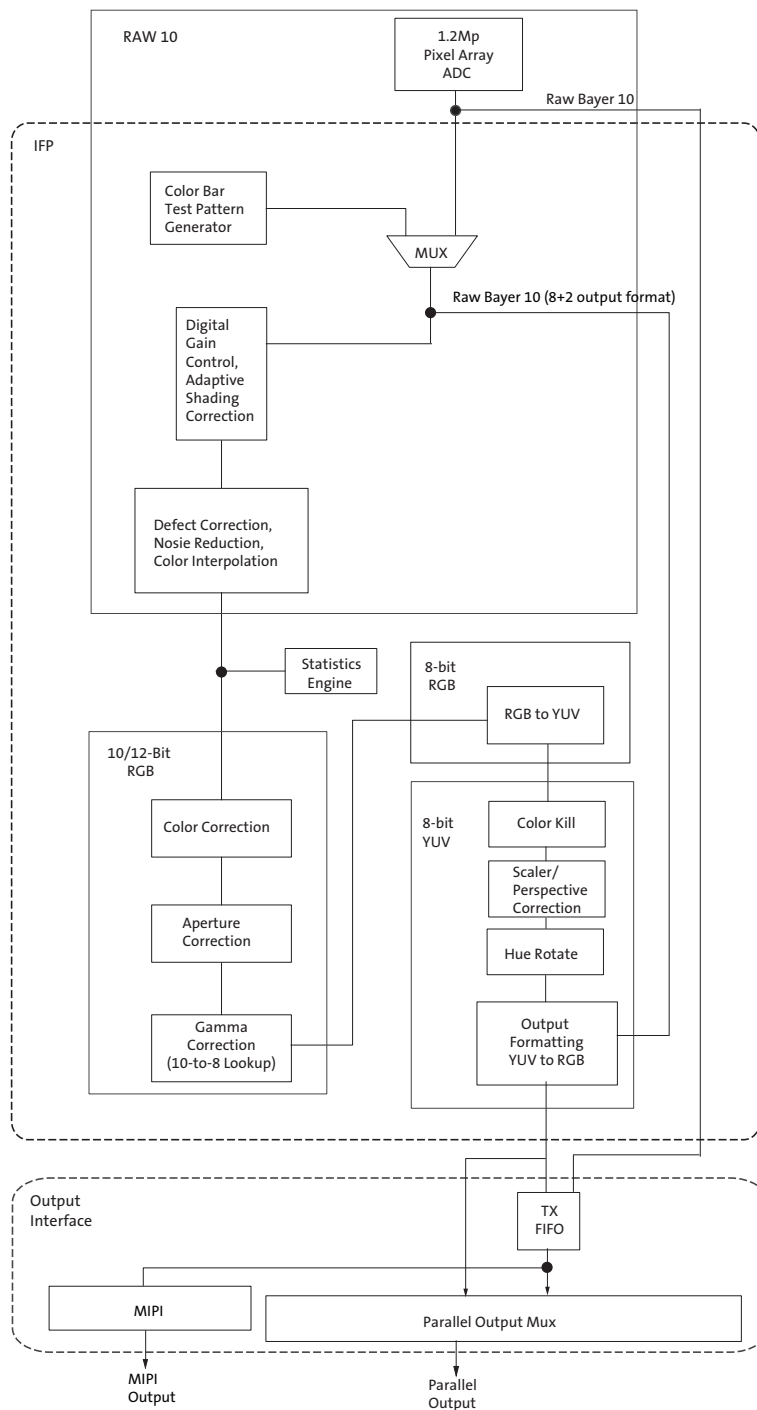 RAW 10
1.2Mp
Pixel Array
ADC
Raw Bayer 10
IFP
Color Bar
Test Pattern
Generator
MUX
Raw Bayer 10 (8+2 output format)
Digital
Gain
Control,
Adaptive
Shading
Correction
Defect Correction,
Nosie Reduction,
Color Interpolation
Statistics
Engine
8-bit
RGB
RGB to YUV
10/12-Bit
RGB
8-bit
YUV
Color Kill
Color Correction
Scaler/
Perspective
Correction
Aperture
Correction
Hue Rotate
Gamma
Correction
(10-to-8 Lookup)
Output
Formatting
YUV to RGB
Output
Interface
TX
FIFO
MIPI
Parallel Output Mux
MIPI
Output
Parallel
Output